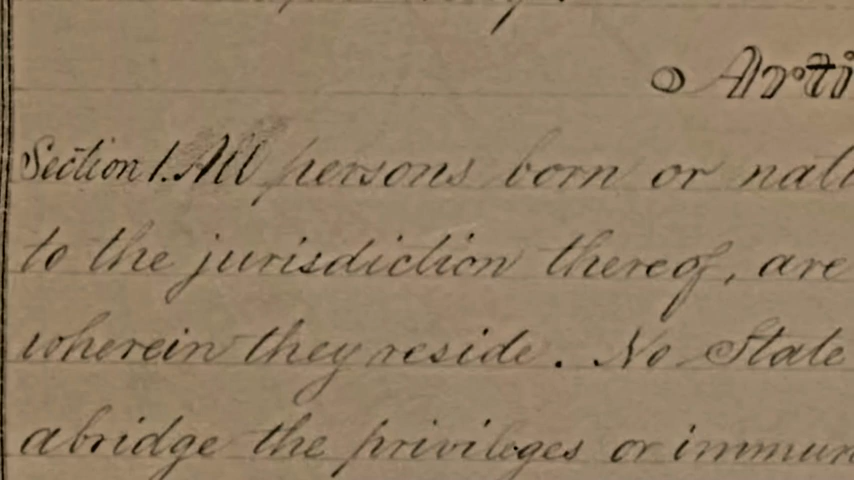 Arti
Section 1. All persons born or nat
to the jurisdiction thereof, are
wherein they reside. No State
abridge the privileges or immun